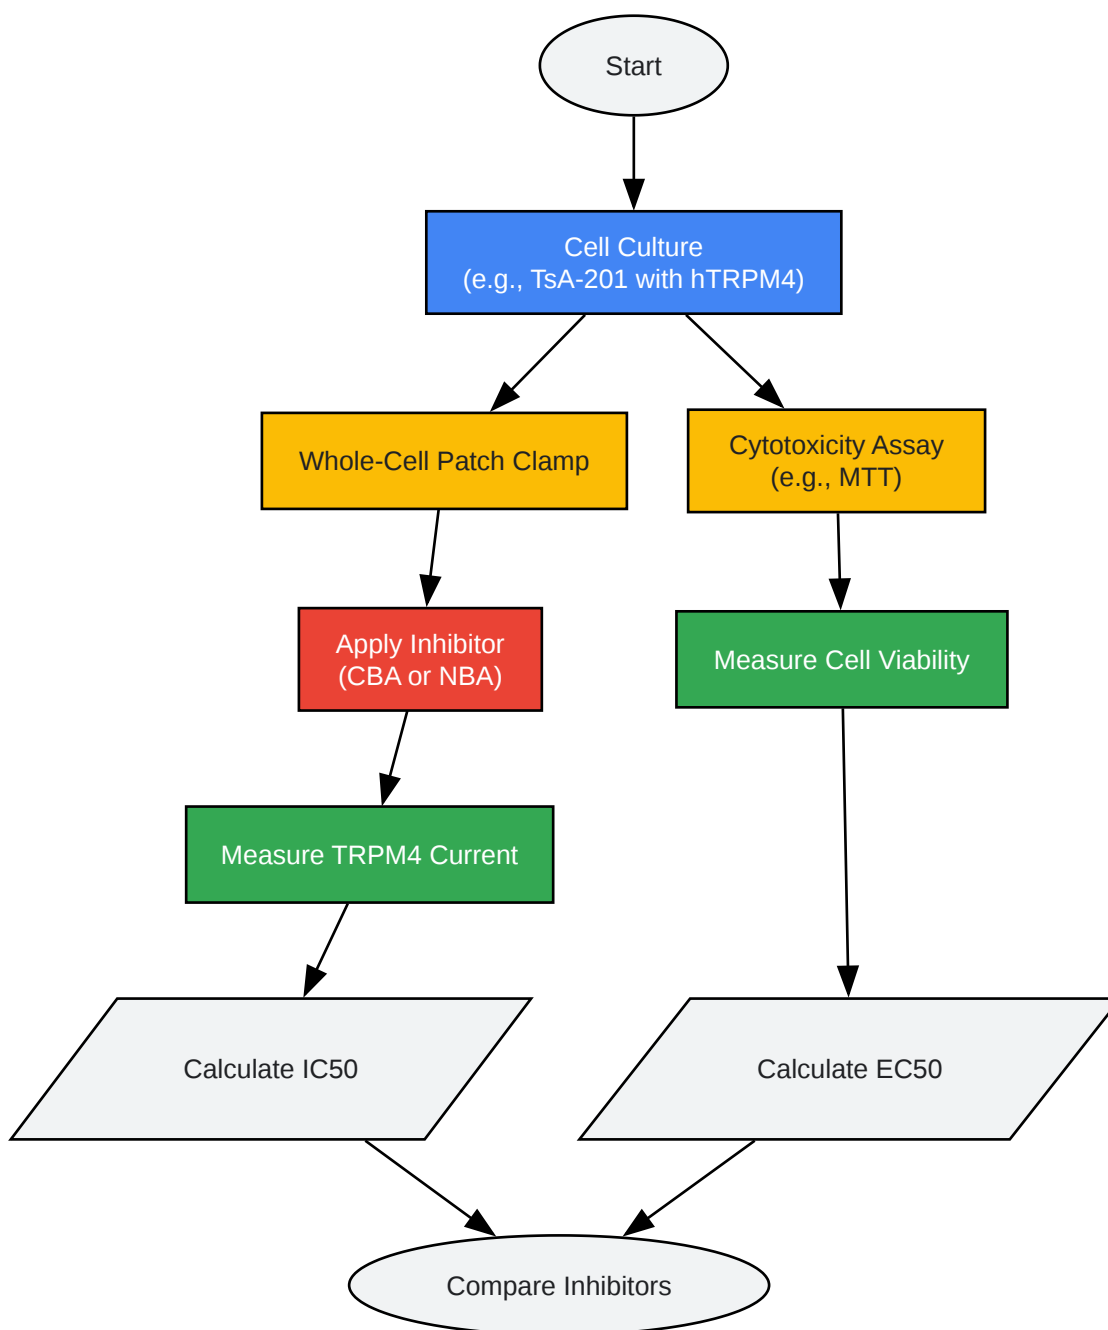 Start
Cell Culture
(e.g., TsA-201 with hTRPM4)
Whole-Cell Patch Clamp
Cytotoxicity Assay
(e.g., MTT)
Apply Inhibitor
(CBA or NBA)
Measure Cell Viability
Measure TRPM4 Current
Calculate IC50
Calculate EC50
Compare Inhibitors